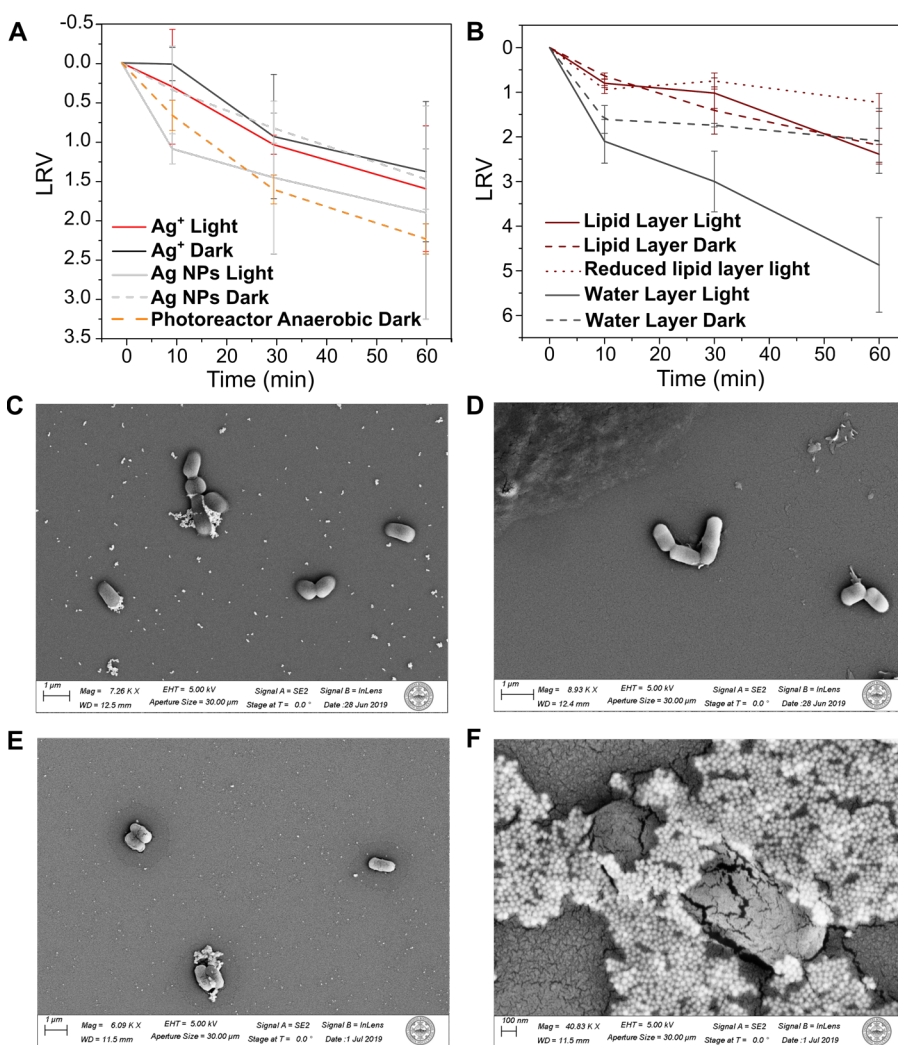 A
-0.5
0.0
0.5
1.0
1.5
2.0
2.5
3.0
3.5
LRV
Ag⁺ Light
Ag⁺ Dark
Ag NPs Light
Ag NPs Dark
Photoreactor Anaerobic Dark
0 10 20 30 40 50 60
Time (min)
B
0
1
2
3
4
5
6
LRV
Lipid Layer Light
Lipid Layer Dark
Reduced lipid layer light
Water Layer Light
Water Layer Dark
0 10 20 30 40 50 60
Time (min)
C
1 µm
Mag = 7.26 K X EHT = 5.00 kV Signal A = SE2 Signal B = InLens
WD = 12.5 mm Aperture Size = 30.00 µm Stage at T = 0.0 ° Date :28 Jun 2019
D
1 µm
Mag = 8.93 K X EHT = 5.00 kV Signal A = SE2 Signal B = InLens
WD = 12.4 mm Aperture Size = 30.00 µm Stage at T = 0.0 ° Date :28 Jun 2019
E
1 µm
Mag = 6.09 K X EHT = 5.00 kV Signal A = SE2 Signal B = InLens
WD = 11.5 mm Aperture Size = 30.00 µm Stage at T = 0.0 ° Date :1 Jul 2019
F
100 nm
Mag = 40.83 K X EHT = 5.00 kV Signal A = SE2 Signal B = InLens
WD = 11.5 mm Aperture Size = 30.00 µm Stage at T = 0.0 ° Date :1 Jul 2019